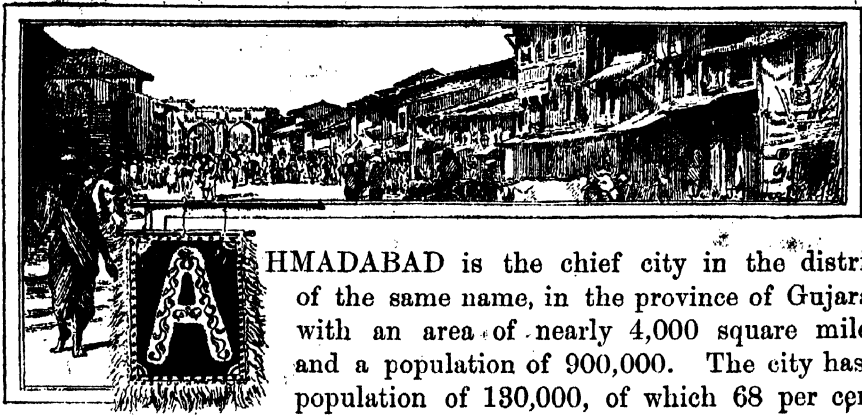 AHMADABAD is the chief city in the distri
of the same name, in the province of Gujara
with an area of nearly 4,000 square mile
and a population of 900,000. The city has
population of 130,000, of which 68 per cen